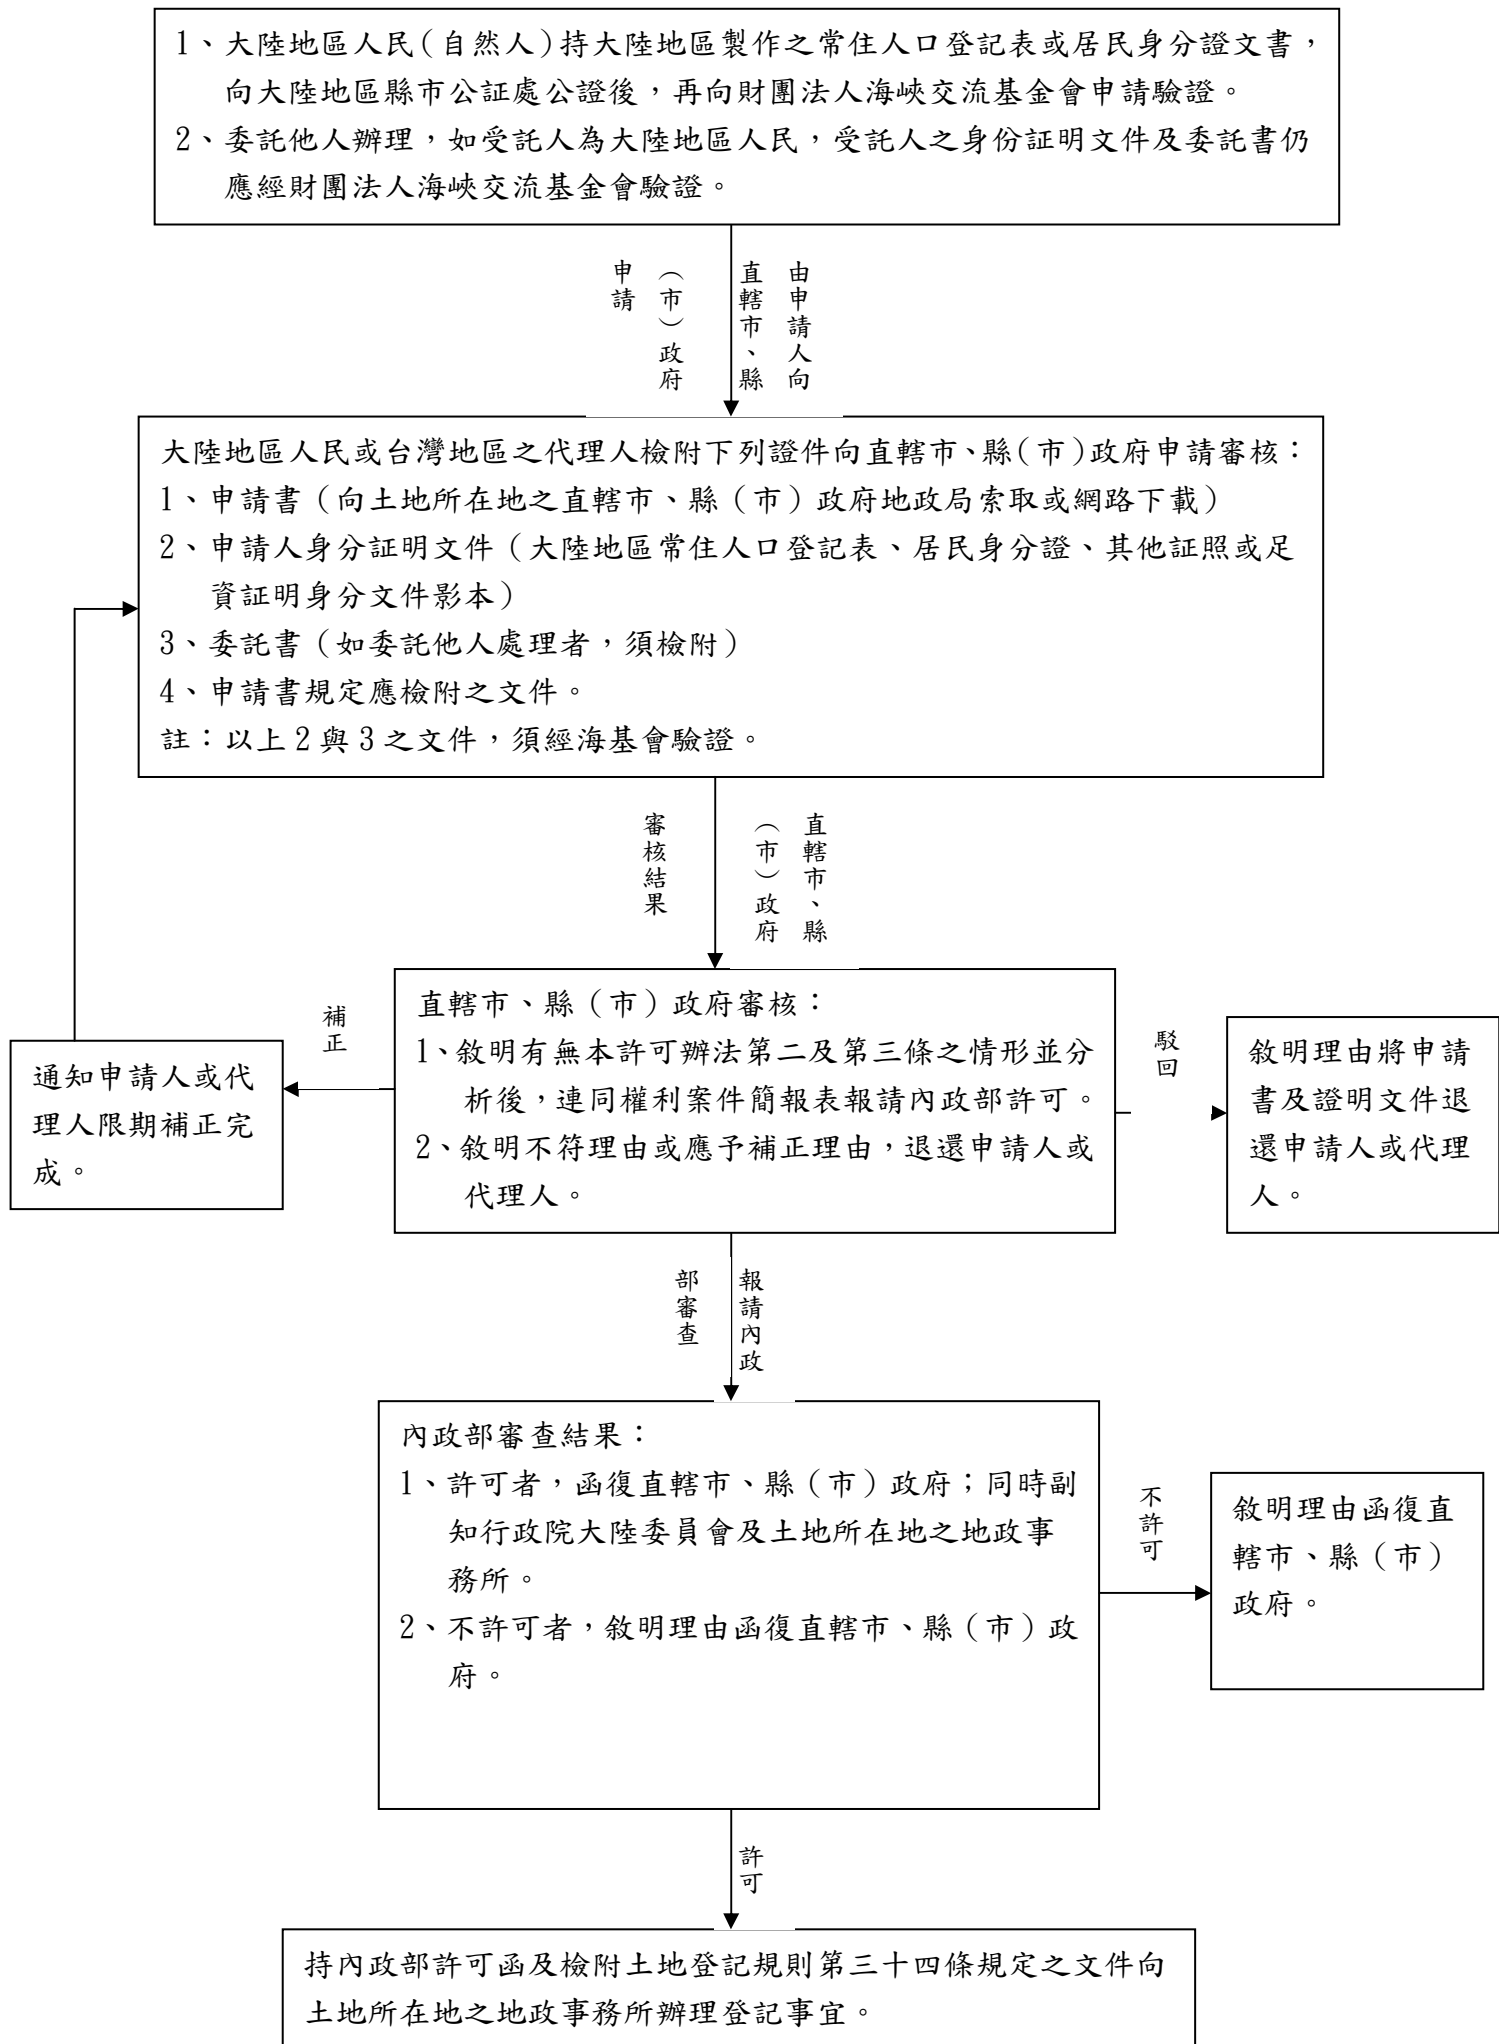 1、大陸地區人民(自然人)持大陸地區製作之常住人口登記表或居民身分證文書，
向大陸地區縣市公証處公證後，再向財團法人海峽交流基金會申請驗證。
2、委託他人辦理，如受託人為大陸地區人民，受託人之身份証明文件及委託書仍
應經財團法人海峽交流基金會驗證。
由申請人向
直轄市、縣
（市）政府
申請
大陸地區人民或台灣地區之代理人檢附下列證件向直轄市、縣(市)政府申請審核：
1、申請書（向土地所在地之直轄市、縣（市）政府地政局索取或網路下載）
2、申請人身分証明文件（大陸地區常住人口登記表、居民身分證、其他証照或足
資証明身分文件影本）
3、委託書（如委託他人處理者，須檢附）
4、申請書規定應檢附之文件。
註：以上2與3之文件，須經海基會驗證。
直轄市、縣
（市）政府
審核結果
直轄市、縣（市）政府審核：
1、敘明有無本許可辦法第二及第三條之情形並分
析後，連同權利案件簡報表報請內政部許可。
2、敘明不符理由或應予補正理由，退還申請人或
代理人。
補正
通知申請人或代
理人限期補正完
成。
駁回
敘明理由將申請
書及證明文件退
還申請人或代理
人。
報請內政
部審查
內政部審查結果：
1、許可者，函復直轄市、縣（市）政府；同時副
知行政院大陸委員會及土地所在地之地政事
務所。
2、不許可者，敘明理由函復直轄市、縣（市）政
府。
不許可
敘明理由函復直
轄市、縣（市）
政府。
許可
持內政部許可函及檢附土地登記規則第三十四條規定之文件向
土地所在地之地政事務所辦理登記事宜。